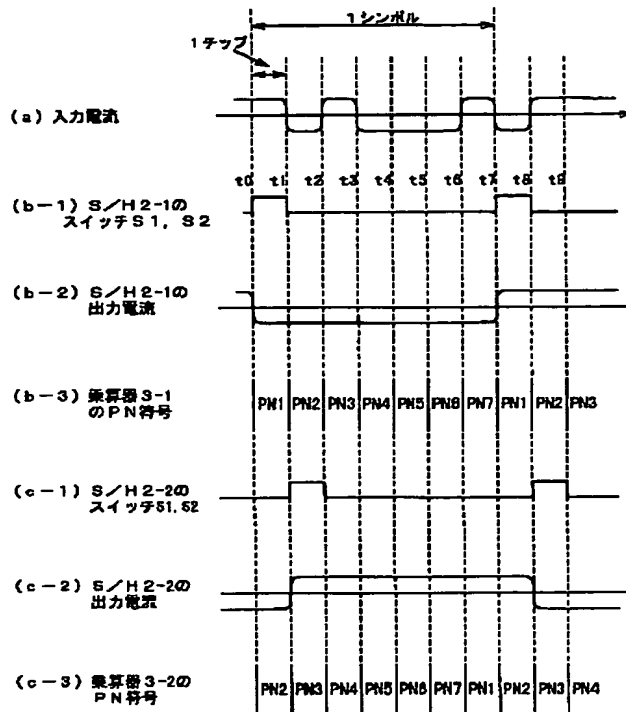 1シンボル
1チップ
(a) 入力電流
t0 t1 t2 t3 t4 t5 t6 t7 t8 t9
(b-1) S/H2-1の
スイッチS1, S2
(b-2) S/H2-1の
出力電流
(b-3) 乗算器3-1
のPN符号
PN1 PN2 PN3 PN4 PN5 PN6 PN7 PN1 PN2 PN3
(c-1) S/H2-2の
スイッチS1,S2
(c-2) S/H2-2の
出力電流
(c-3) 乗算器3-2の
PN符号
PN2 PN3 PN4 PN5 PN6 PN7 PN1 PN2 PN3 PN4